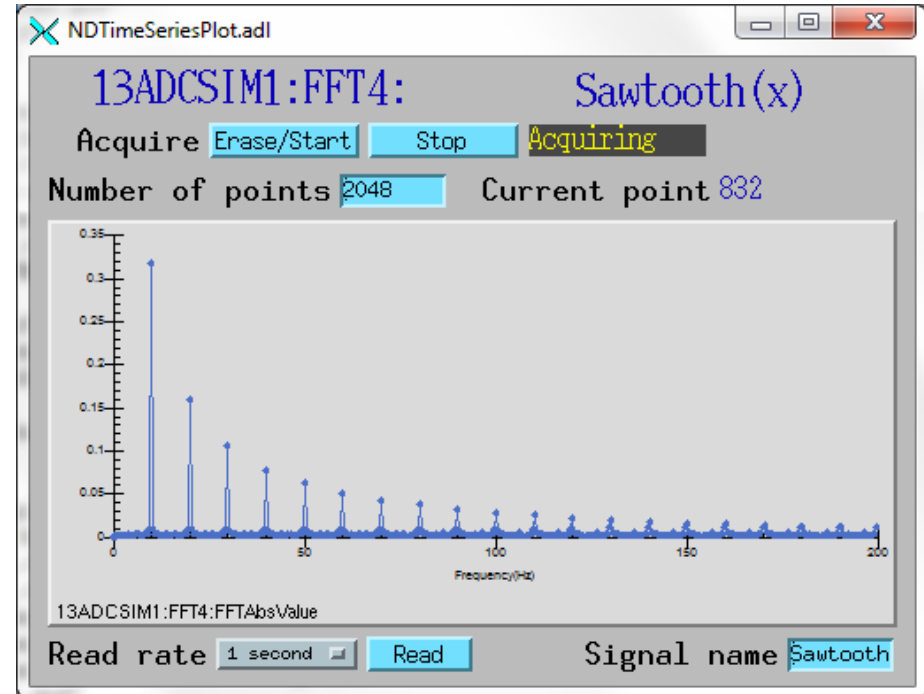 NDTimeSeriesPlot.adl
13ADCSIM1:FFT4: Sawtooth(x)
Acquire Erase/Start Stop Acquiring
Number of points 2048 Current point 832
0.35
0.3
0.25
0.2
0.15
0.1
0.05
0
0 50 100 150 200
Frequency(Hz)
13ADCSIM1:FFT4:FFTAbsValue
Read rate 1 second Read Signal name Sawtooth